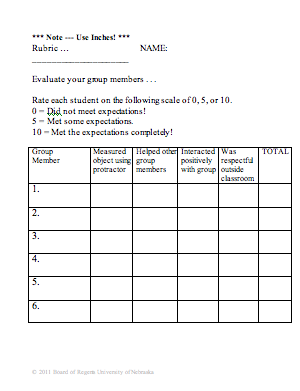 *** Note --- Use Inches! ***
Rubric ... NAME:
____________________
Evaluate your group members . . .
Rate each student on the following scale of 0, 5, or 10.
0 = Did not meet expectations!
5 = Met some expectations.
10 = Met the expectations completely!
Group Member | Measured object using protractor | Helped other group members | Interacted positively with group | Was respectful outside classroom | TOTAL
1.
2.
3.
4.
5.
6.
© 2011 Board of Regents University of Nebraska